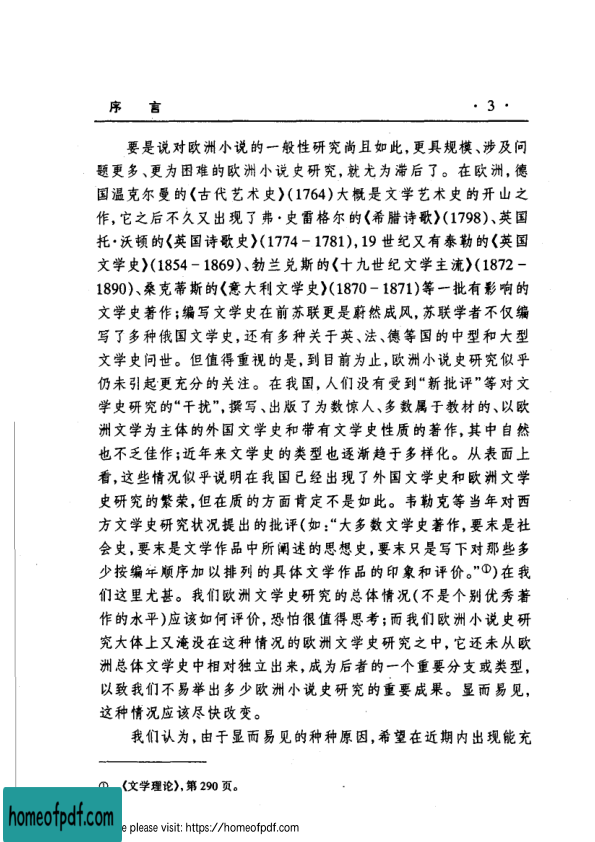 序 言 · 3 ·
要是说对欧洲小说的一般性研究尚且如此,更具规模、涉及问
题更多、更为困难的欧洲小说史研究,就尤为滞后了。在欧洲,德
国温克尔曼的《古代艺术史》(1764)大概是文学艺术史的开山之
作,它之后不久又出现了弗·史雷格尔的《希腊诗歌》(1798)、英国
托·沃顿的《英国诗歌史》(1774－1781),19 世纪又有泰勒的《英国
文学史》(1854－1869)、勃兰兑斯的《十九世纪文学主流》(1872－
1890)、桑克蒂斯的《意大利文学史》(1870－1871)等一批有影响的
文学史著作;编写文学史在前苏联更是蔚然成风,苏联学者不仅编
写了多种俄国文学史,还有多种关于英、法、德等国的中型和大型
文学史问世。但值得重视的是,到目前为止,欧洲小说史研究似乎
仍未引起更充分的关注。在我国,人们没有受到“新批评”等对文
学史研究的“干扰”,撰写、出版了为数惊人、多数属于教材的、以欧
洲文学为主体的外国文学史和带有文学史性质的著作,其中自然
也不乏佳作;近年来文学史的类型也逐渐趋于多样化。从表面上
看,这些情况似乎说明在我国已经出现了外国文学史和欧洲文学
史研究的繁荣,但在质的方面肯定不是如此。韦勒克等当年对西
方文学史研究状况提出的批评(如:“大多数文学史著作,要末是社
会史,要末是文学作品中所阐述的思想史,要末只是写下对那些多
少按编年顺序加以排列的具体文学作品的印象和评价。”①)在我
们这里尤甚。我们欧洲文学史研究的总体情况(不是个别优秀著
作的水平)应该如何评价,恐怕很值得思考;而我们欧洲小说史研
究大体上又淹没在这种情况的欧洲文学史研究之中,它还未从欧
洲总体文学史中相对独立出来,成为后者的一个重要分支或类型,
以致我们不易举出多少欧洲小说史研究的重要成果。显而易见,
这种情况应该尽快改变。
我们认为,由于显而易见的种种原因,希望在近期内出现能充
① 《文学理论》,第 290 页。
homeofpdf.com
e please visit: https://homeofpdf.com